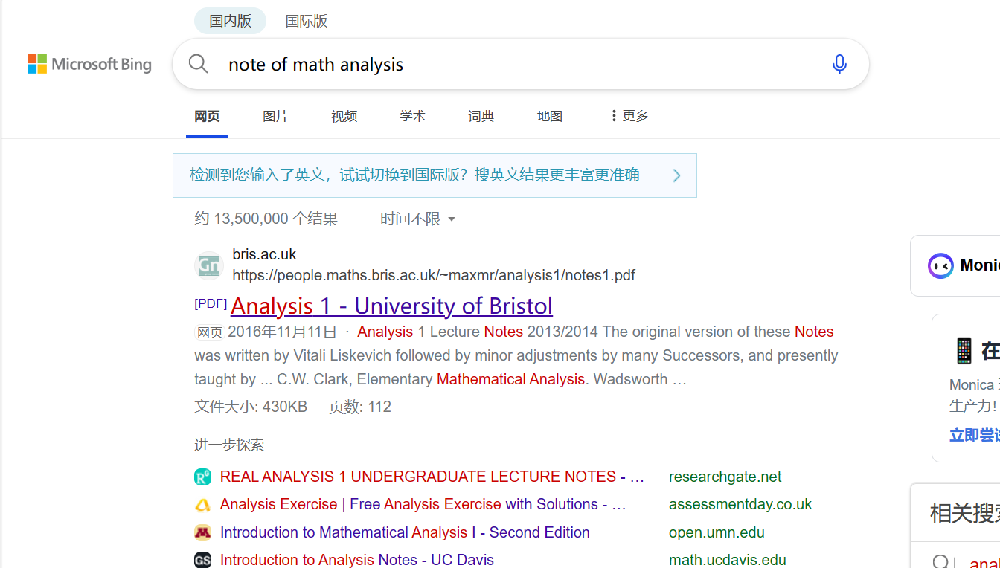 国内版 国际版
Microsoft Bing
note of math analysis
网页 图片 视频 学术 词典 地图 更多
检测到您输入了英文，试试切换到国际版？搜英文结果更丰富更准确
约 13,500,000 个结果 时间不限
Gn
bris.ac.uk
https://people.maths.bris.ac.uk/~maxmr/analysis1/notes1.pdf
[PDF] Analysis 1 - University of Bristol
网页 2016年11月11日 · Analysis 1 Lecture Notes 2013/2014 The original version of these Notes
was written by Vitali Liskevich followed by minor adjustments by many Successors, and presently
taught by ... C.W. Clark, Elementary Mathematical Analysis. Wadsworth …
文件大小: 430KB 页数: 112
进一步探索
REAL ANALYSIS 1 UNDERGRADUATE LECTURE NOTES - … researchgate.net
Analysis Exercise | Free Analysis Exercise with Solutions - … assessmentday.co.uk
Introduction to Mathematical Analysis I - Second Edition open.umn.edu
GS Introduction to Analysis Notes - UC Davis math.ucdavis.edu
Monic
在
Monica
生产力！
立即尝试
相关搜索
anal